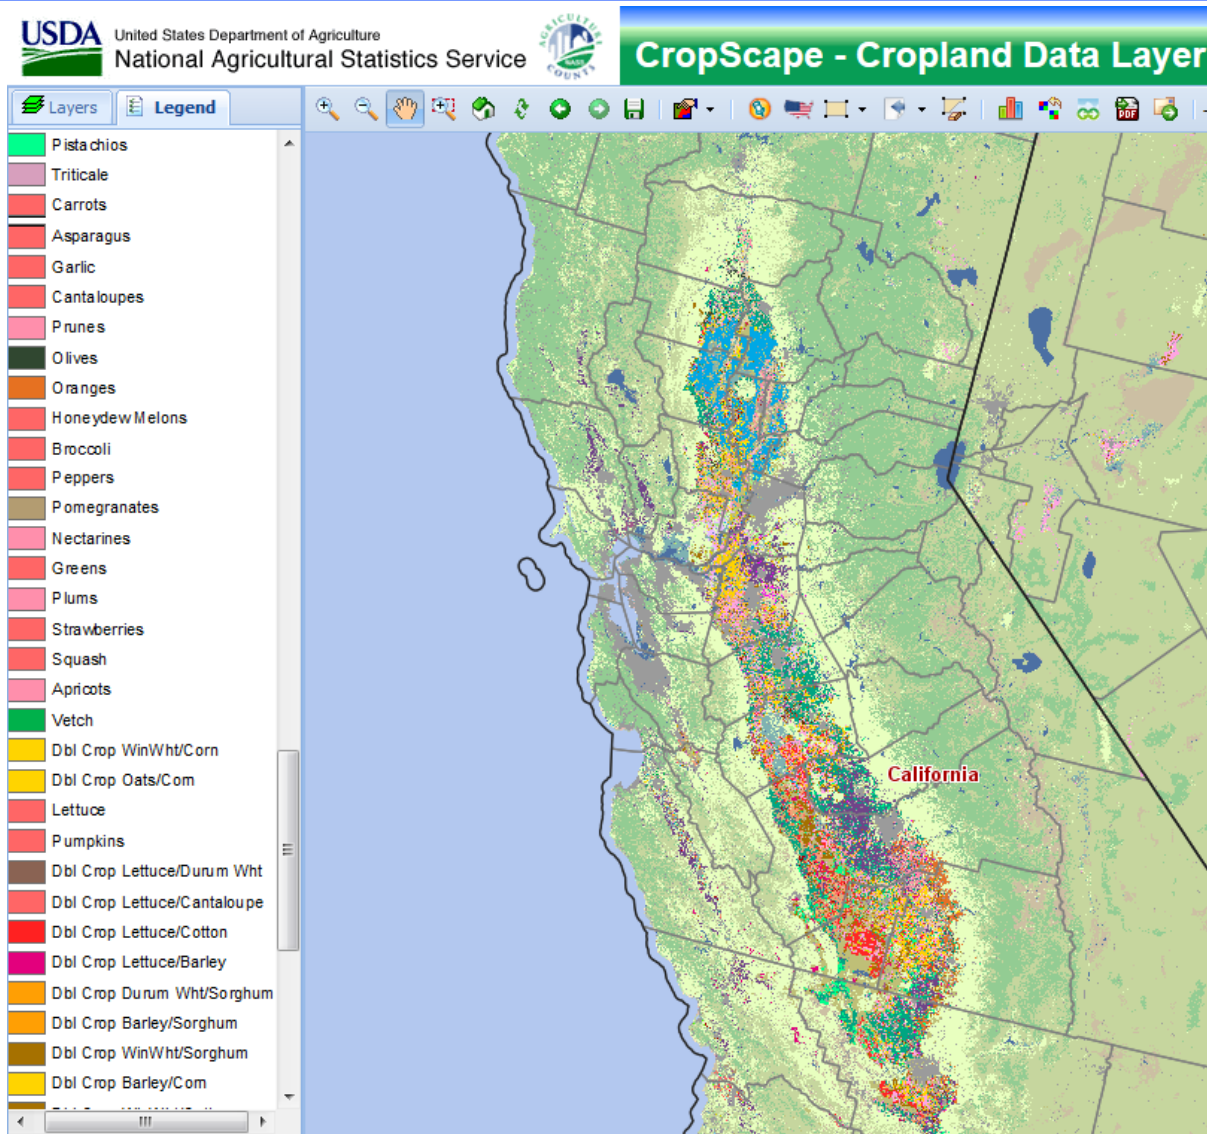 USDA
United States Department of Agriculture
National Agricultural Statistics Service
AGRICULTURE
NASS
COUNTS
CropScape - Cropland Data Layer
Layers
Legend
PDF
Pistachios
Triticale
Carrots
Asparagus
Garlic
Cantaloupes
Prunes
Olives
Oranges
Honeydew Melons
Broccoli
Peppers
Pomegranates
Nectarines
Greens
Plums
Strawberries
Squash
Apricots
Vetch
Dbl Crop WinWht/Corn
Dbl Crop Oats/Corn
Lettuce
Pumpkins
Dbl Crop Lettuce/Durum Wht
Dbl Crop Lettuce/Cantaloupe
Dbl Crop Lettuce/Cotton
Dbl Crop Lettuce/Barley
Dbl Crop Durum Wht/Sorghum
Dbl Crop Barley/Sorghum
Dbl Crop WinWht/Sorghum
Dbl Crop Barley/Corn
California